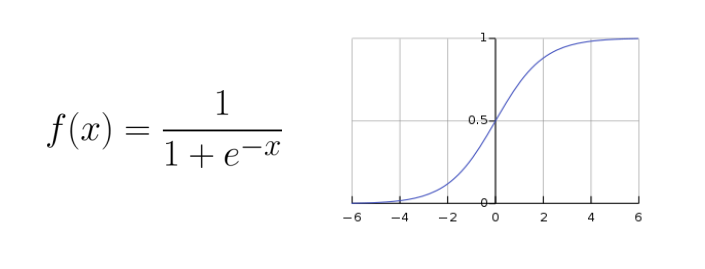 f(x) = 1 / (1 + e^{-x})
1
0.5
0
−6 −4 −2 0 2 4 6